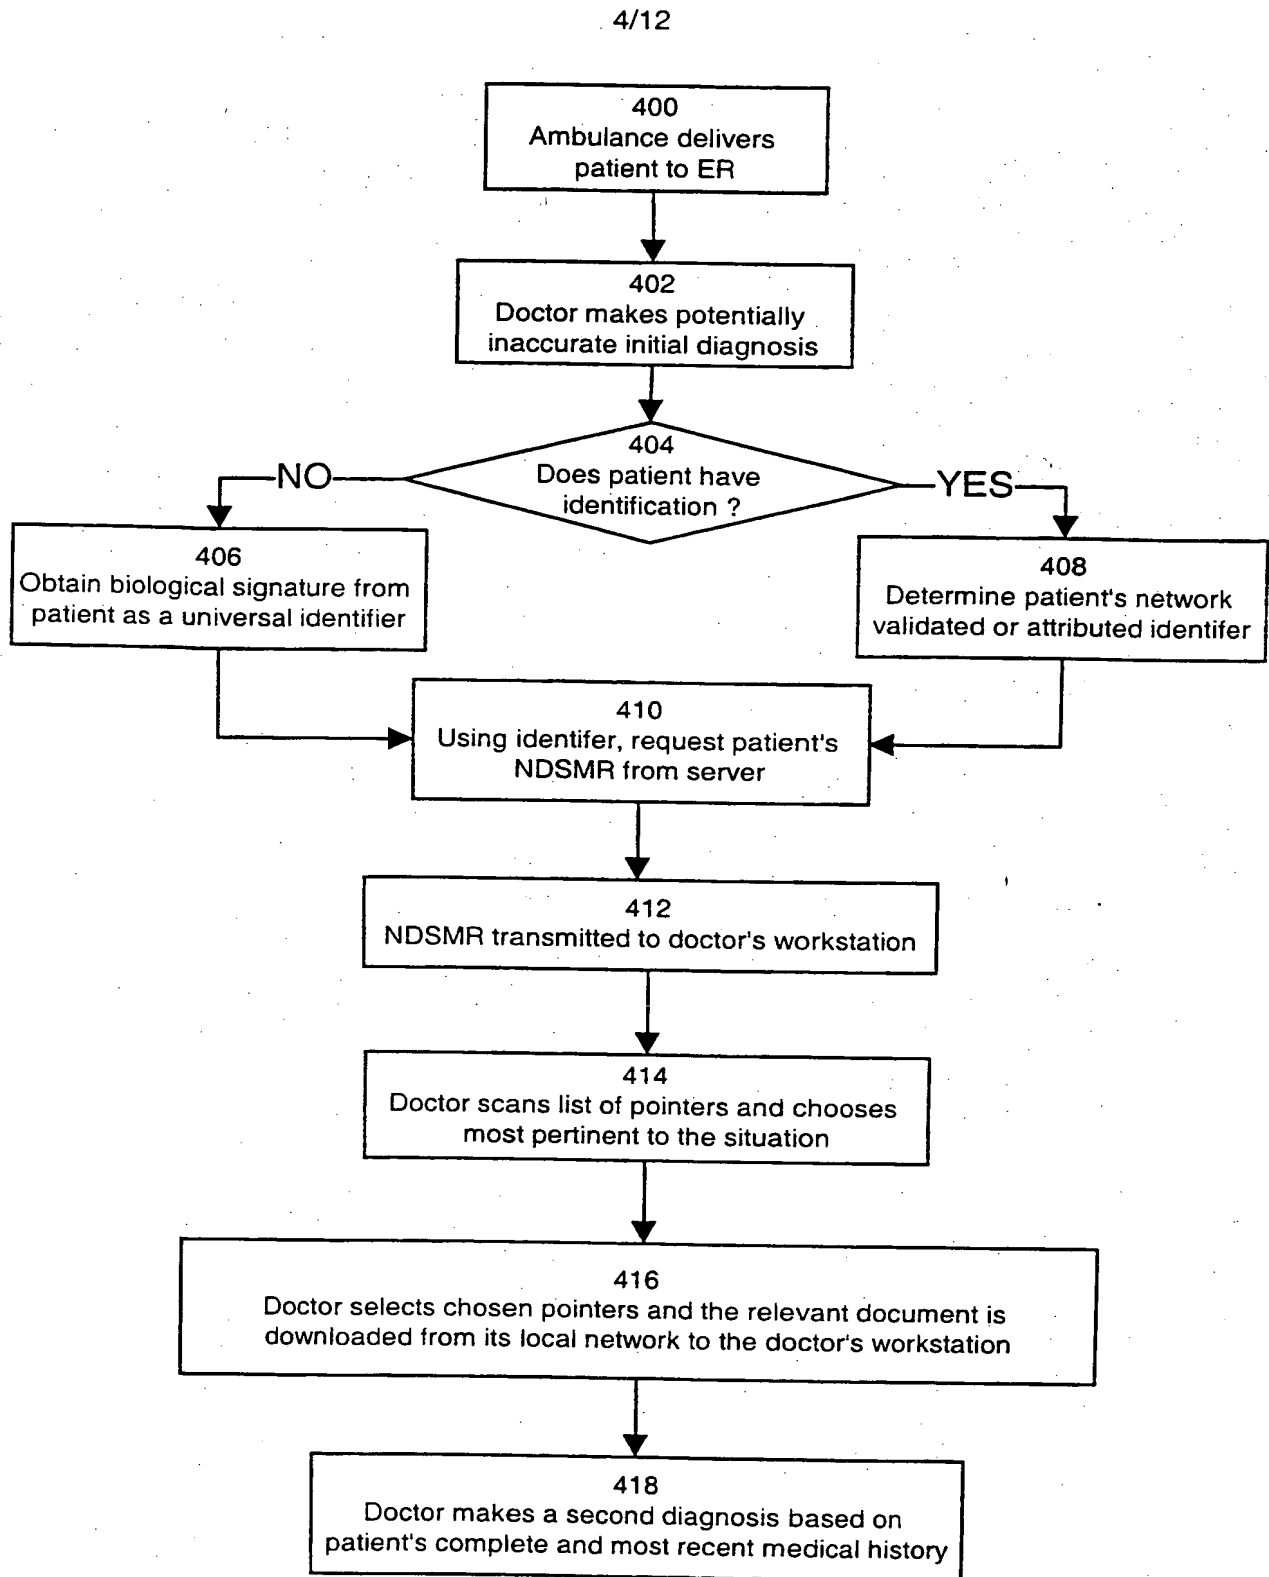 4/12
400
Ambulance delivers
patient to ER
402
Doctor makes potentially
inaccurate initial diagnosis
404
Does patient have
identification ?
NO
YES
406
Obtain biological signature from
patient as a universal identifier
408
Determine patient's network
validated or attributed identifer
410
Using identifer, request patient's
NDSMR from server
412
NDSMR transmitted to doctor's workstation
414
Doctor scans list of pointers and chooses
most pertinent to the situation
416
Doctor selects chosen pointers and the relevant document is
downloaded from its local network to the doctor's workstation
418
Doctor makes a second diagnosis based on
patient's complete and most recent medical history